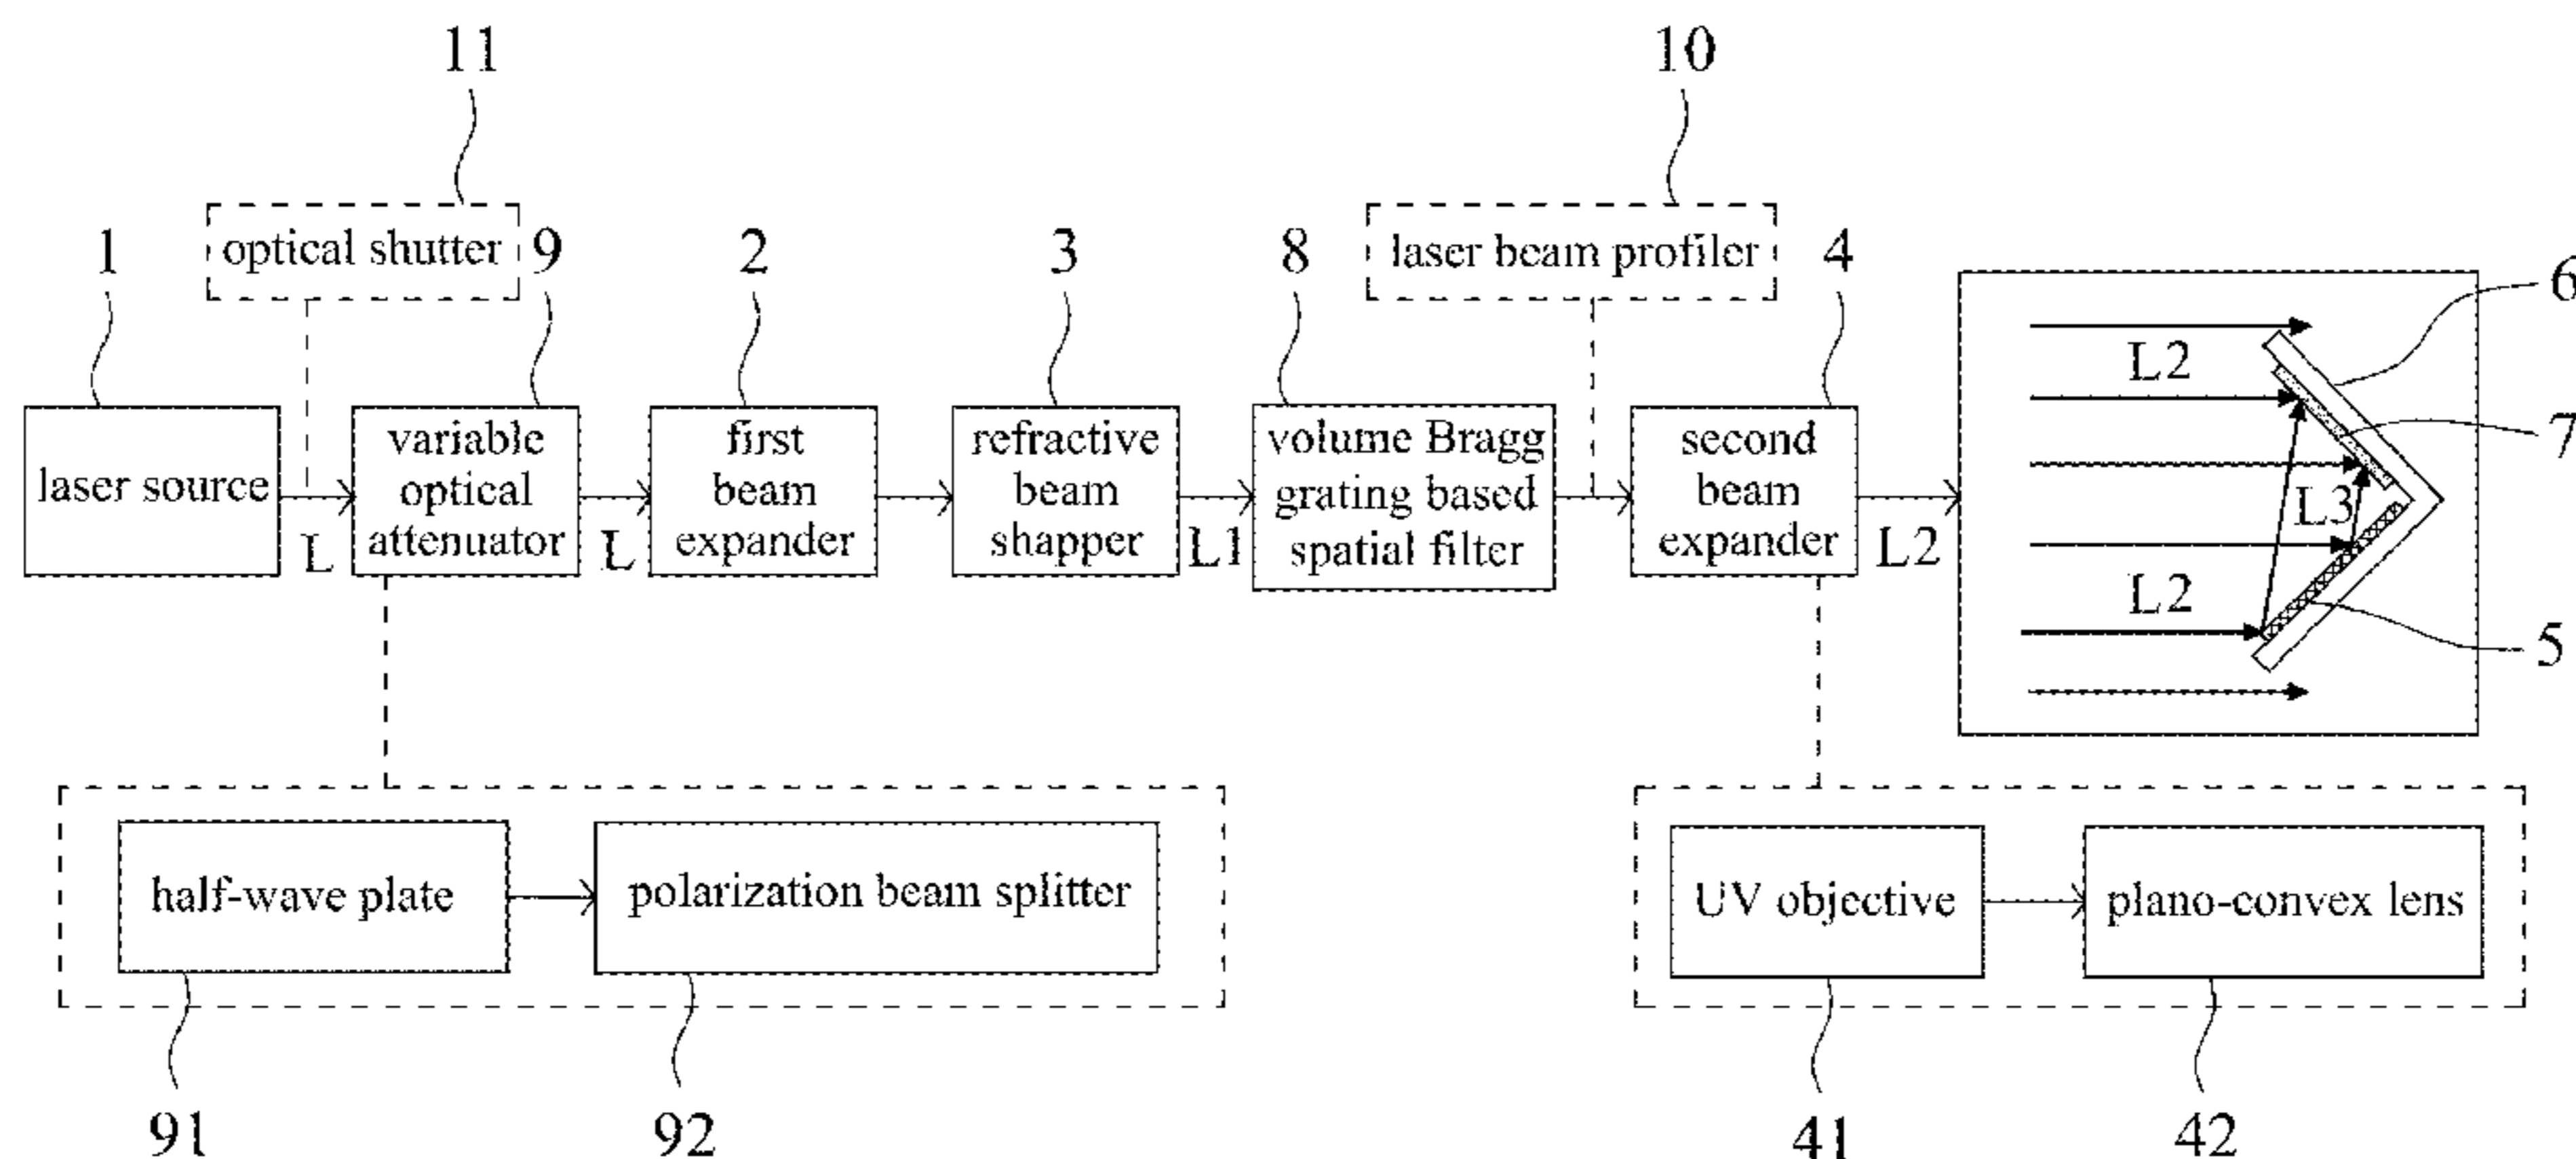 11
10
optical shutter
laser beam profiler
1
9
2
3
8
4
6
laser source
L
variable
optical
attenuator
L
first
beam
expander
refractive
beam
shapper
L1
volume Bragg
grating based
spatial filter
second
beam
expander
L2
L2
L3
L2
7
5
half-wave plate
polarization beam splitter
UV objective
plano-convex lens
91
92
41
42